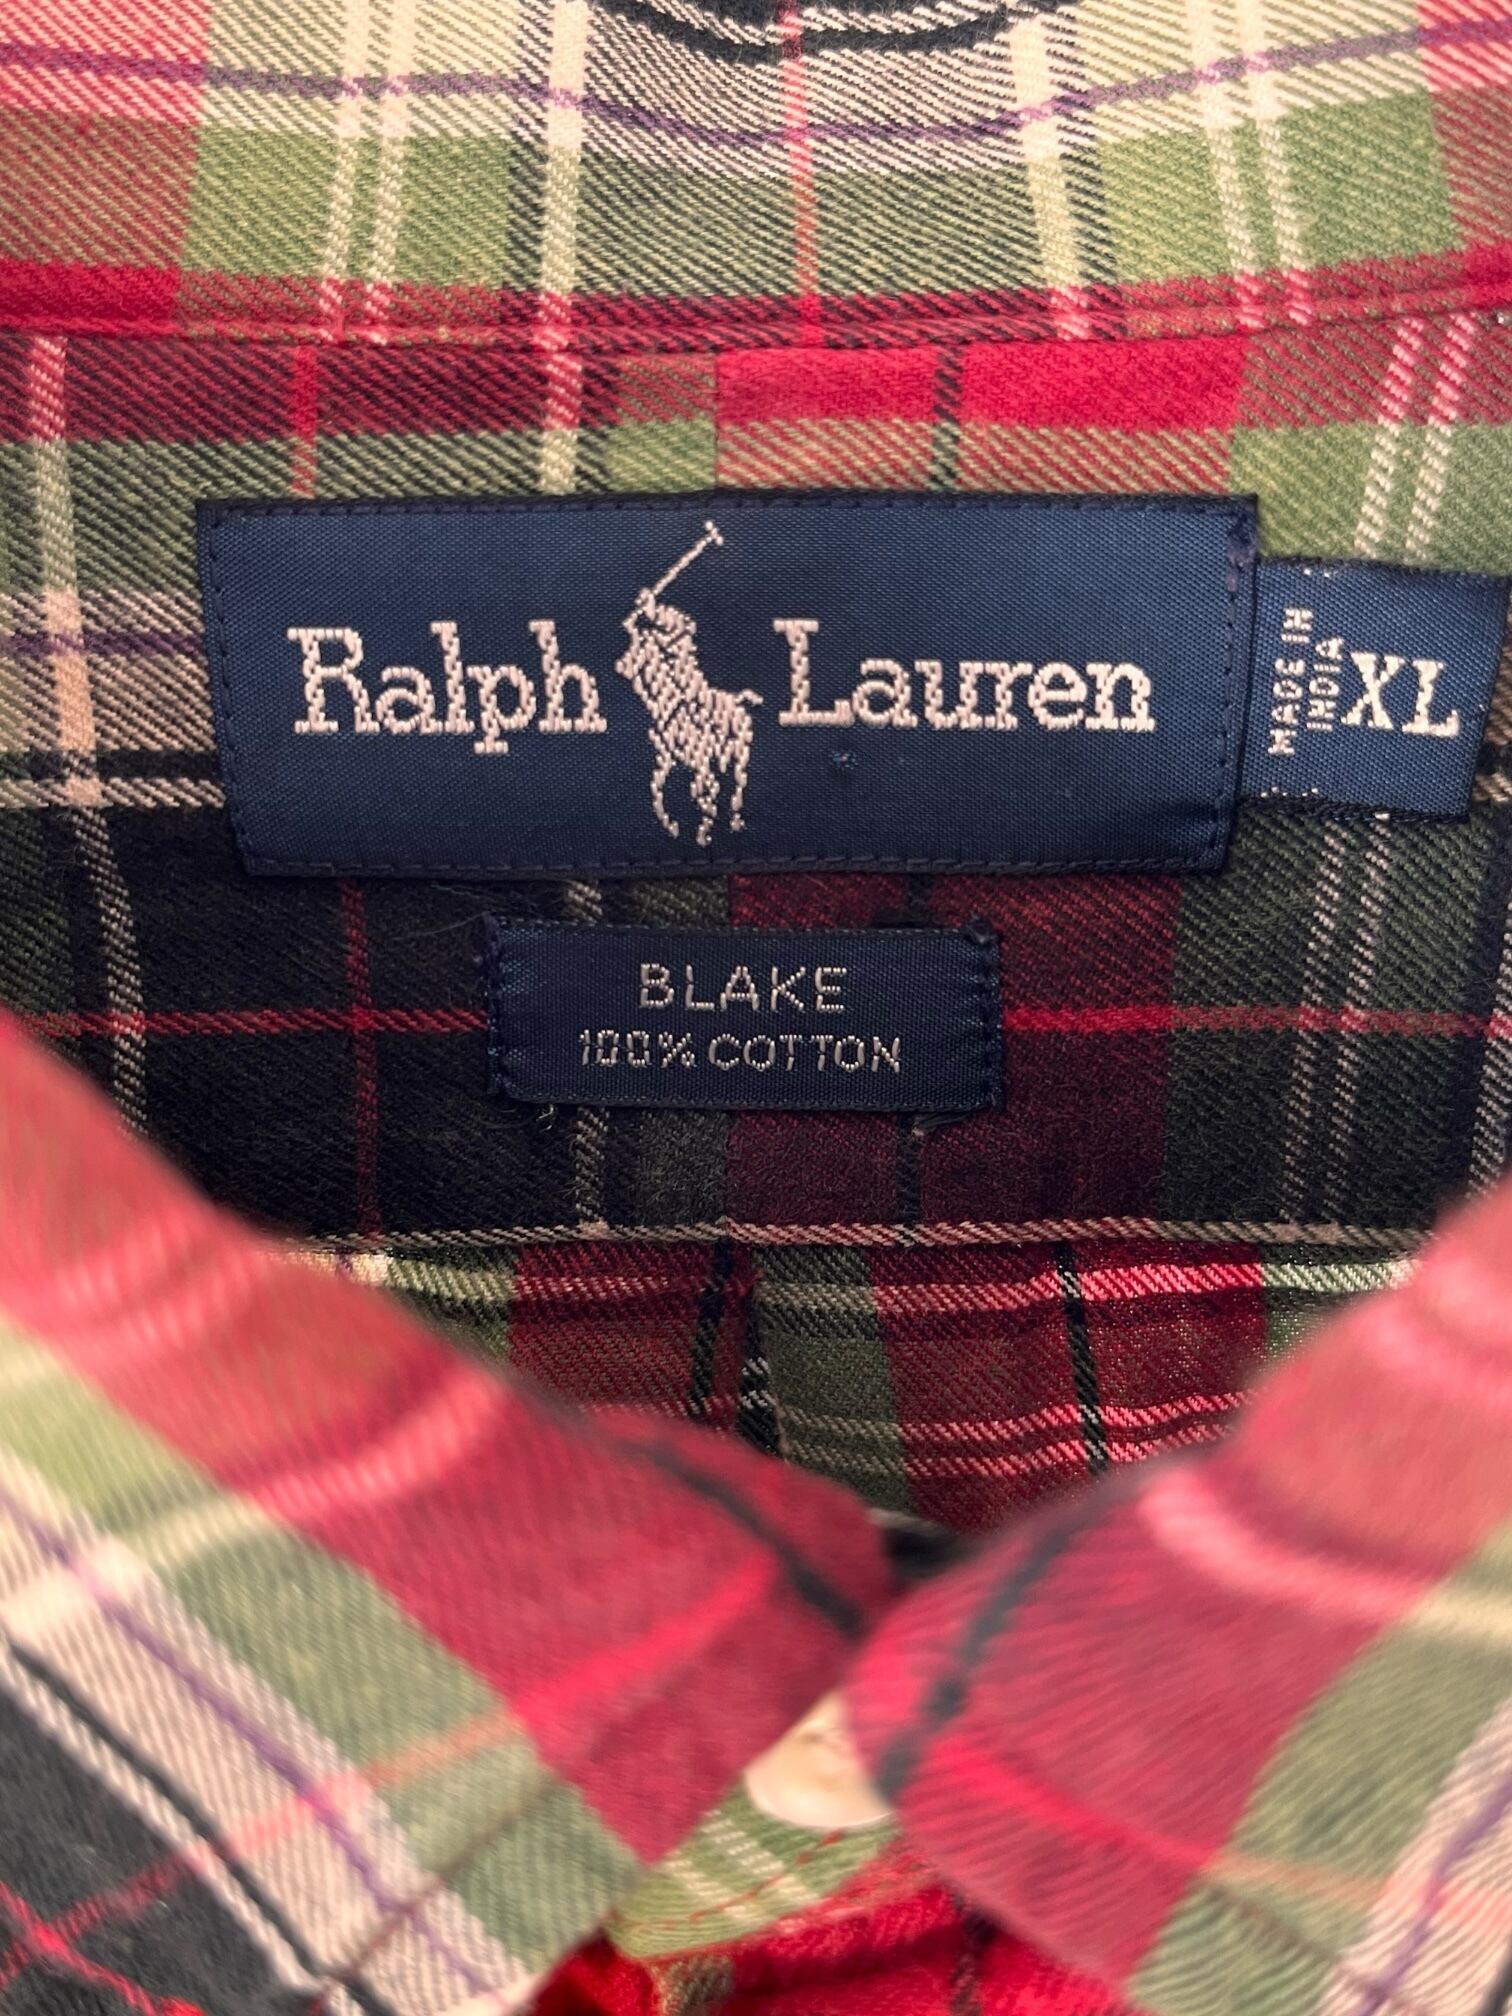 Ralph Lauren
MADE IN
INDIA
XL
BLAKE
100% COTTON